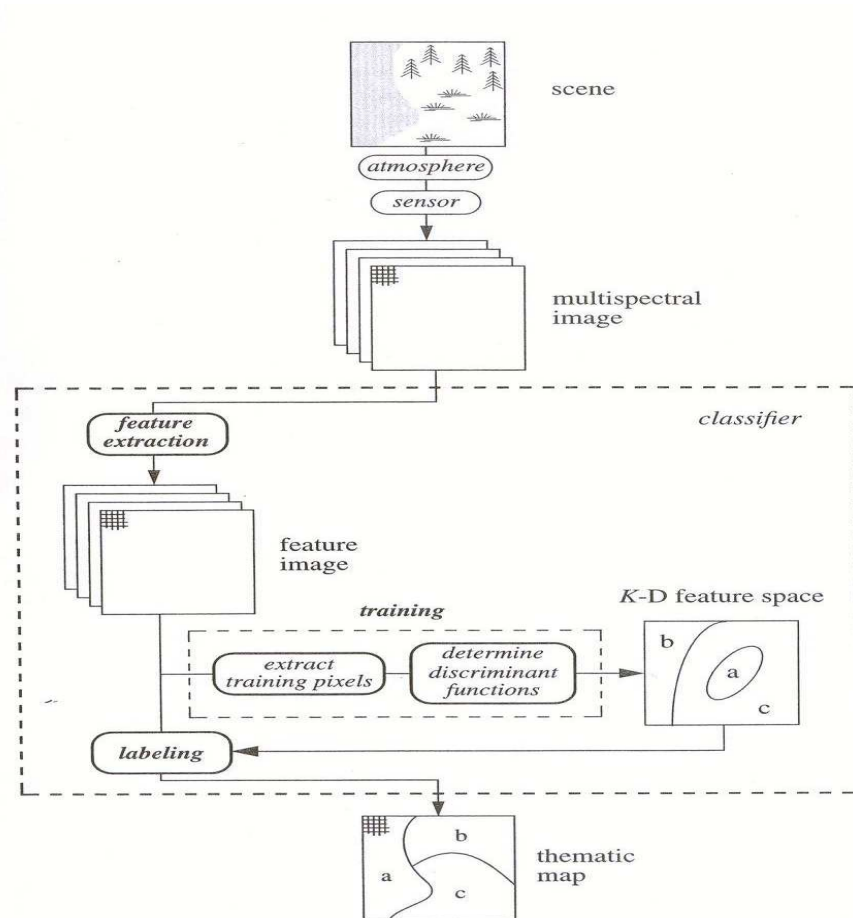 scene
atmosphere
sensor
multispectral
image
classifier
feature
extraction
feature
image
training
K-D feature space
extract
training pixels
determine
discriminant
functions
b
a
c
labeling
b
a
c
thematic
map